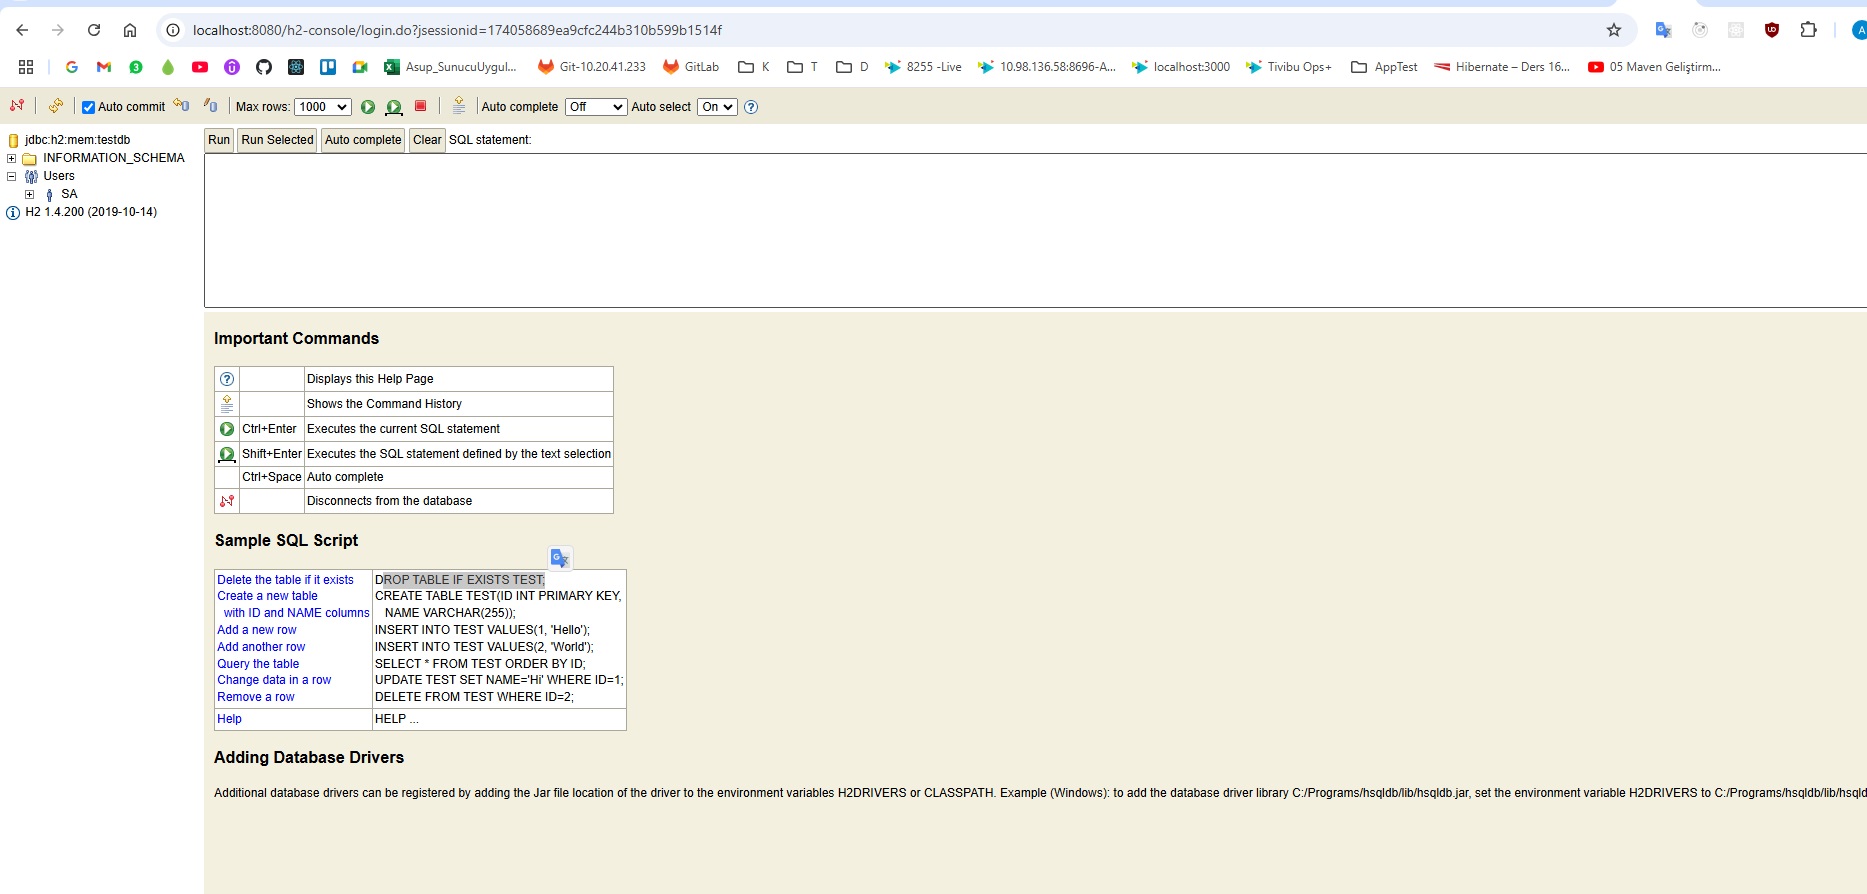 localhost:8080/h2-console/login.do?jsessionid=174058689ea9cfc244b310b599b1514f
Asup_SunucuUygul... Git-10.20.41.233 GitLab K T D 8255 -Live 10.98.136.58:8696-A... localhost:3000 Tivibu Ops+ AppTest Hibernate – Ders 16... 05 Maven Geliştirm...
Auto commit Max rows: 1000 Auto complete Off Auto select On
jdbc:h2:mem:testdb
INFORMATION_SCHEMA
Users
SA
H2 1.4.200 (2019-10-14)
Run Run Selected Auto complete Clear SQL statement:
Important Commands
Displays this Help Page
Shows the Command History
Ctrl+Enter Executes the current SQL statement
Shift+Enter Executes the SQL statement defined by the text selection
Ctrl+Space Auto complete
Disconnects from the database
Sample SQL Script
Delete the table if it exists DROP TABLE IF EXISTS TEST;
Create a new table CREATE TABLE TEST(ID INT PRIMARY KEY,
with ID and NAME columns NAME VARCHAR(255));
Add a new row INSERT INTO TEST VALUES(1, 'Hello');
Add another row INSERT INTO TEST VALUES(2, 'World');
Query the table SELECT * FROM TEST ORDER BY ID;
Change data in a row UPDATE TEST SET NAME='Hi' WHERE ID=1;
Remove a row DELETE FROM TEST WHERE ID=2;
Help HELP ...
Adding Database Drivers
Additional database drivers can be registered by adding the Jar file location of the driver to the environment variables H2DRIVERS or CLASSPATH. Example (Windows): to add the database driver library C:/Programs/hsqldb/lib/hsqldb.jar, set the environment variable H2DRIVERS to C:/Programs/hsqldb/lib/hsqld